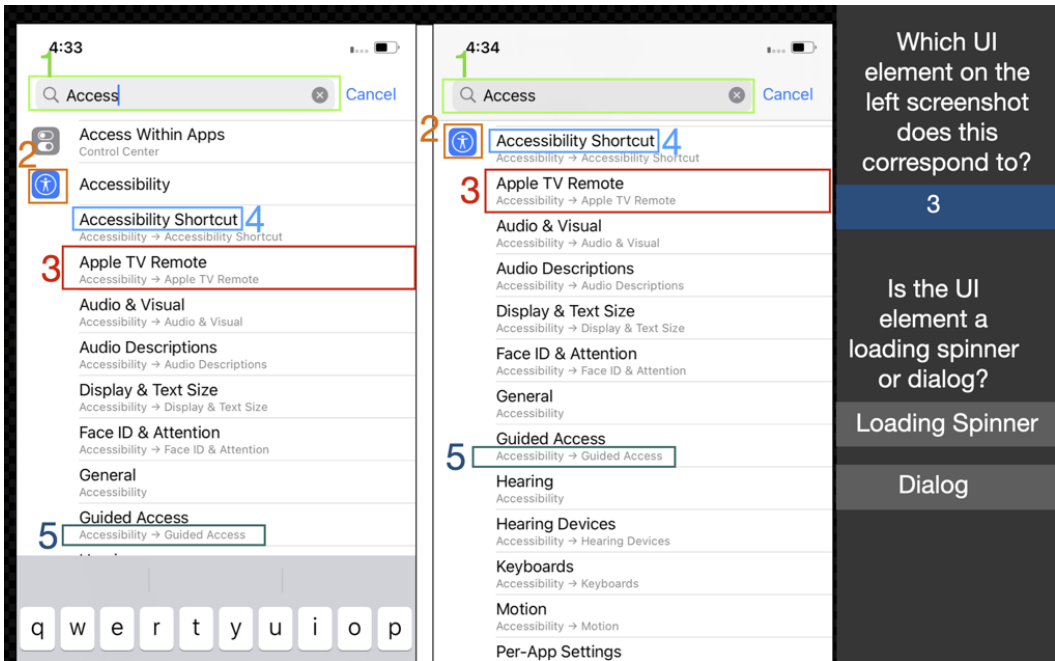 4:33
1
Access
Cancel
Access Within Apps
Control Center
2
Accessibility
Accessibility Shortcut
4
Accessibility → Accessibility Shortcut
3
Apple TV Remote
Accessibility → Apple TV Remote
Audio & Visual
Accessibility → Audio & Visual
Audio Descriptions
Accessibility → Audio Descriptions
Display & Text Size
Accessibility → Display & Text Size
Face ID & Attention
Accessibility → Face ID & Attention
General
Accessibility
Guided Access
5
Accessibility → Guided Access
q w e r t y u i o p
4:34
1
Access
Cancel
2
Accessibility Shortcut
4
Accessibility → Accessibility Shortcut
3
Apple TV Remote
Accessibility → Apple TV Remote
Audio & Visual
Accessibility → Audio & Visual
Audio Descriptions
Accessibility → Audio Descriptions
Display & Text Size
Accessibility → Display & Text Size
Face ID & Attention
Accessibility → Face ID & Attention
General
Accessibility
Guided Access
5
Accessibility → Guided Access
Hearing
Accessibility
Hearing Devices
Accessibility → Hearing Devices
Keyboards
Accessibility → Keyboards
Motion
Accessibility → Motion
Per-App Settings
Which UI
element on the
left screenshot
does this
correspond to?
3
Is the UI
element a
loading spinner
or dialog?
Loading Spinner
Dialog